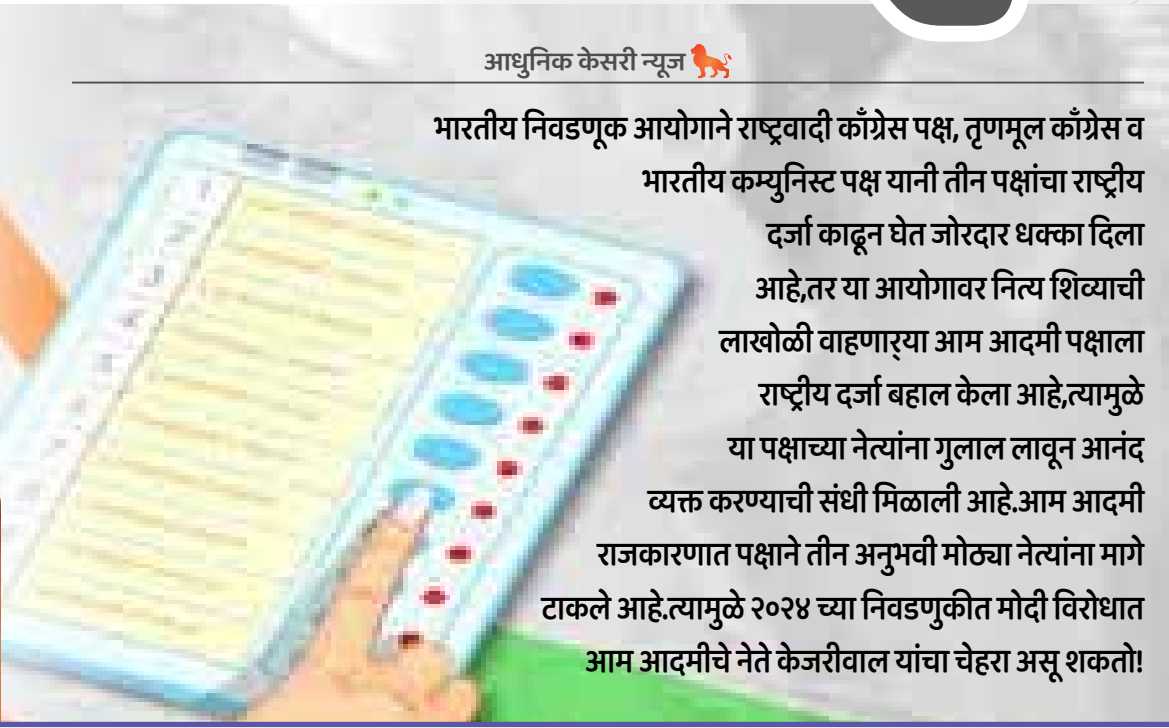 आधुनिक केसरी न्यूज
भारतीय निवडणूक आयोगाने राष्ट्रवादी काँग्रेस पक्ष, तृणमूल काँग्रेस व
भारतीय कम्युनिस्ट पक्ष यानी तीन पक्षांचा राष्ट्रीय
दर्जा काढून घेत जोरदार धक्का दिला
आहे,तर या आयोगावर नित्य शिव्याची
लाखोळी वाहणाऱ्या आम आदमी पक्षाला
राष्ट्रीय दर्जा बहाल केला आहे,त्यामुळे
या पक्षाच्या नेत्यांना गुलाल लावून आनंद
व्यक्त करण्याची संधी मिळाली आहे.आम आदमी
राजकारणात पक्षाने तीन अनुभवी मोठ्या नेत्यांना मागे
टाकले आहे.त्यामुळे २०२४ च्या निवडणुकीत मोदी विरोधात
आम आदमीचे नेते केजरीवाल यांचा चेहरा असू शकतो!